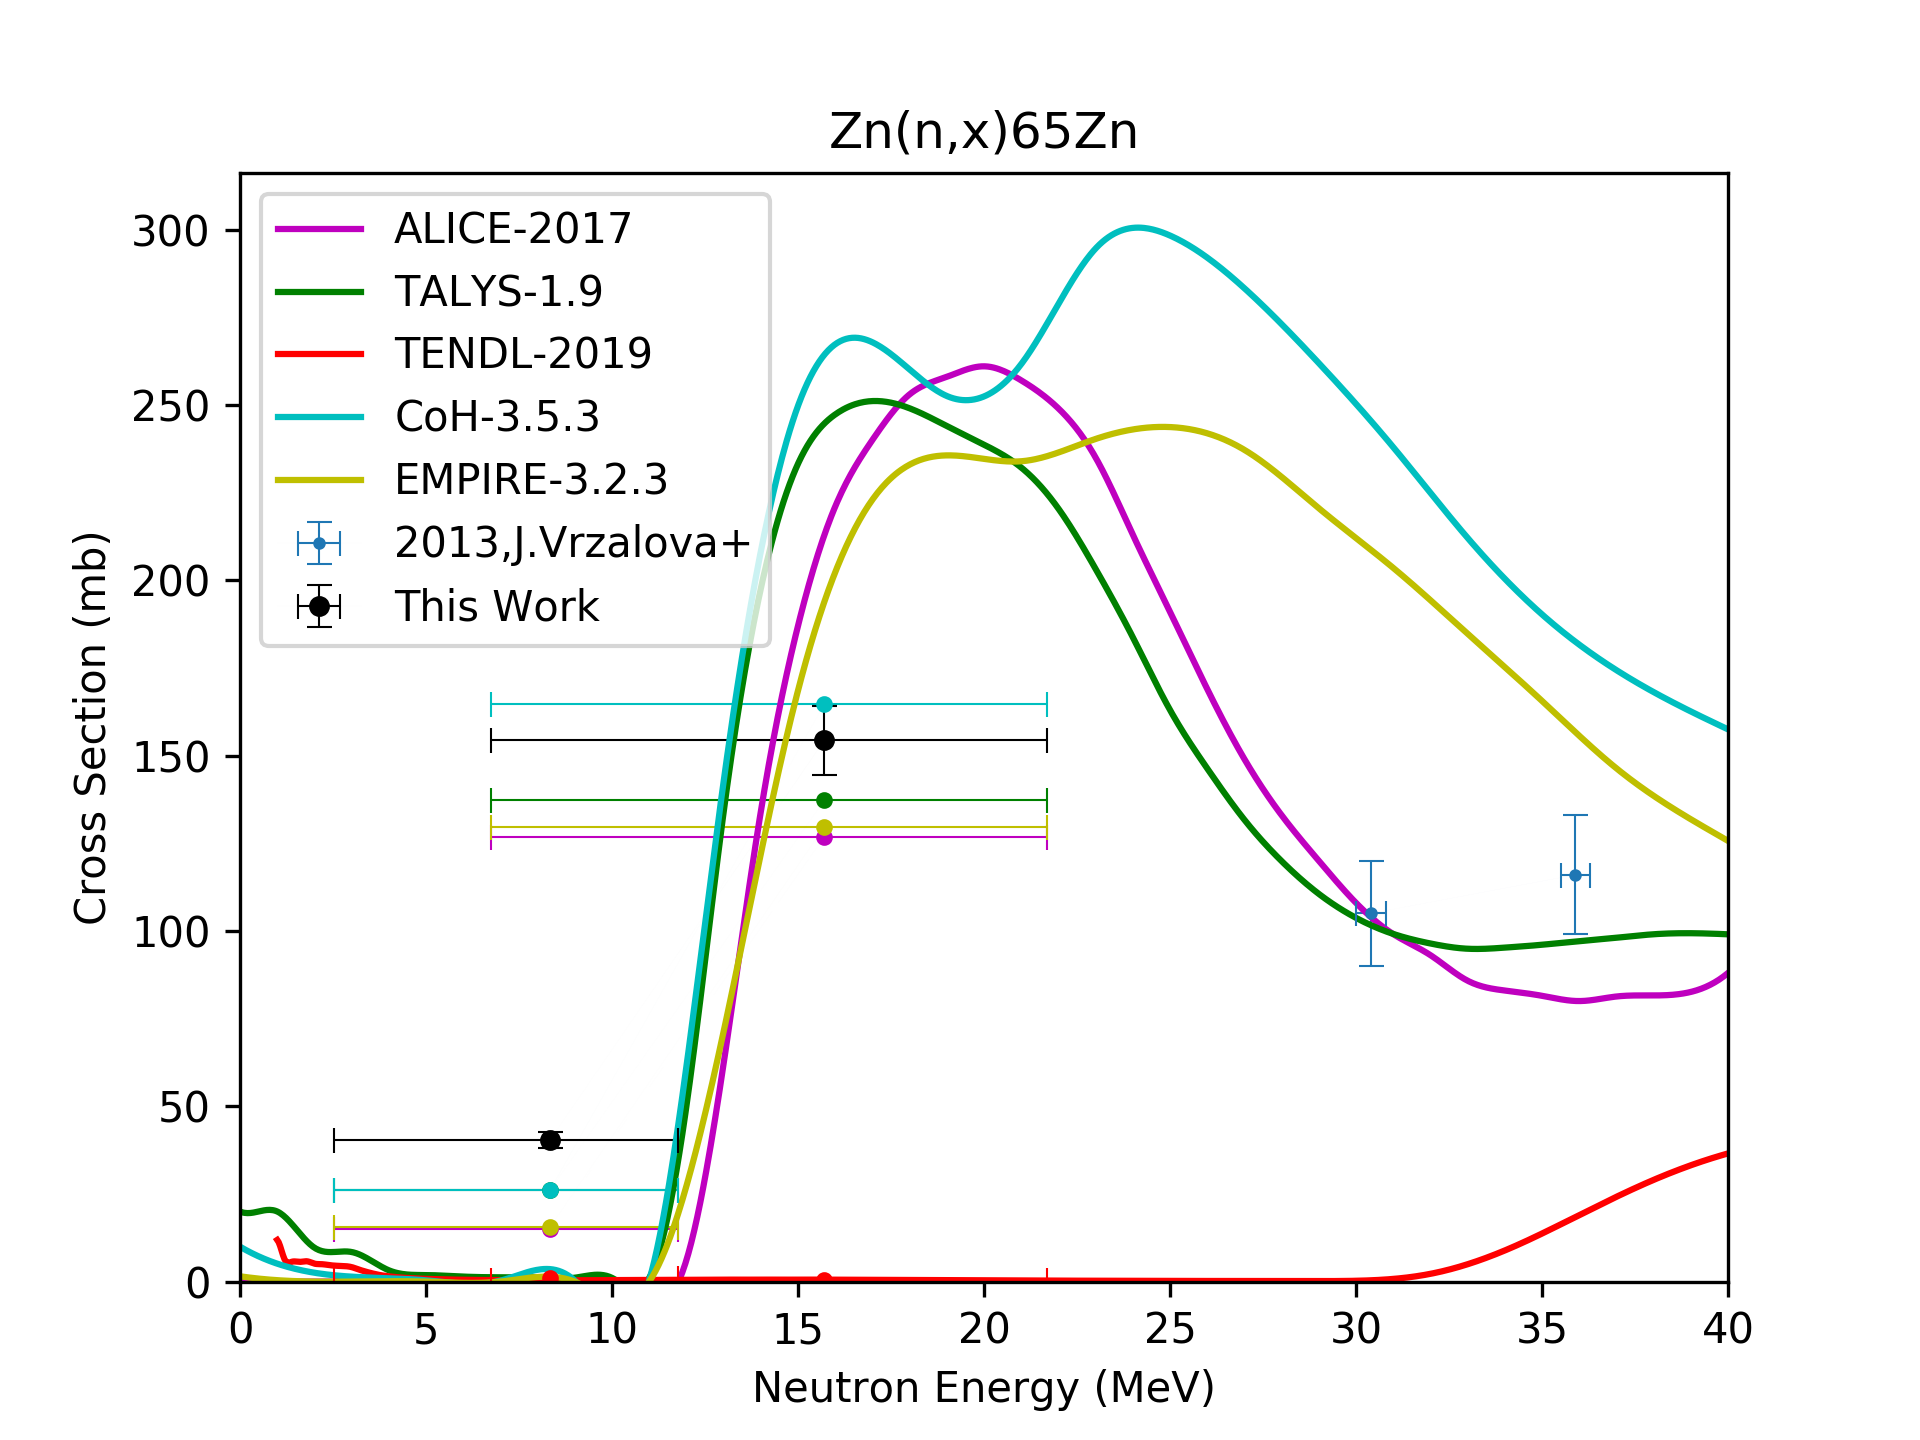 Zn(n,x)65Zn
ALICE-2017
TALYS-1.9
TENDL-2019
CoH-3.5.3
EMPIRE-3.2.3
2013,J.Vrzalova+
This Work
Cross Section (mb)
300
250
200
150
100
50
0
0 5 10 15 20 25 30 35 40
Neutron Energy (MeV)